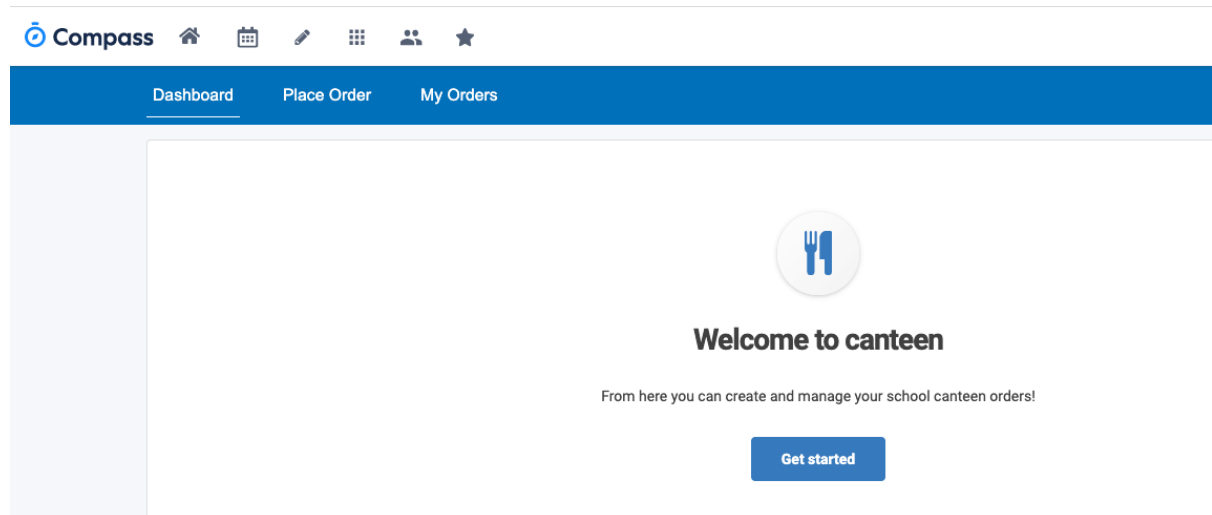 Compass
Dashboard Place Order My Orders
Welcome to canteen
From here you can create and manage your school canteen orders!
Get started